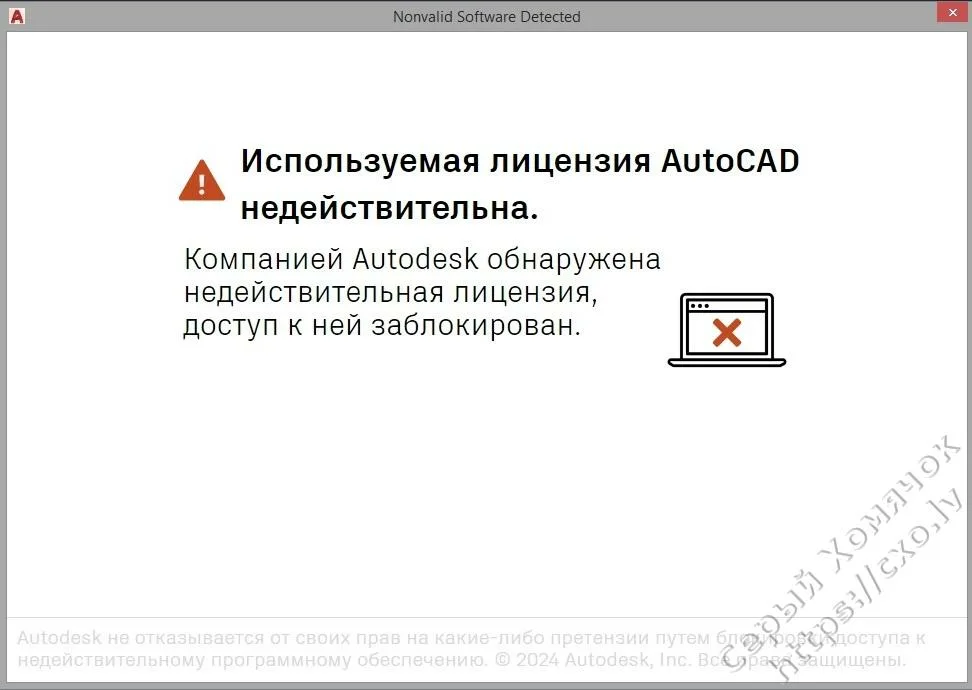 Nonvalid Software Detected
Используемая лицензия AutoCAD
недействительна.
Компанией Autodesk обнаружена
недействительная лицензия,
доступ к ней заблокирован.
Autodesk не отказывается от своих прав на какие-либо претензии путем блокировки доступа к
недействительному программному обеспечению. © 2024 Autodesk, Inc. Все права защищены.
Серый Хомячок
https://cxo.lv